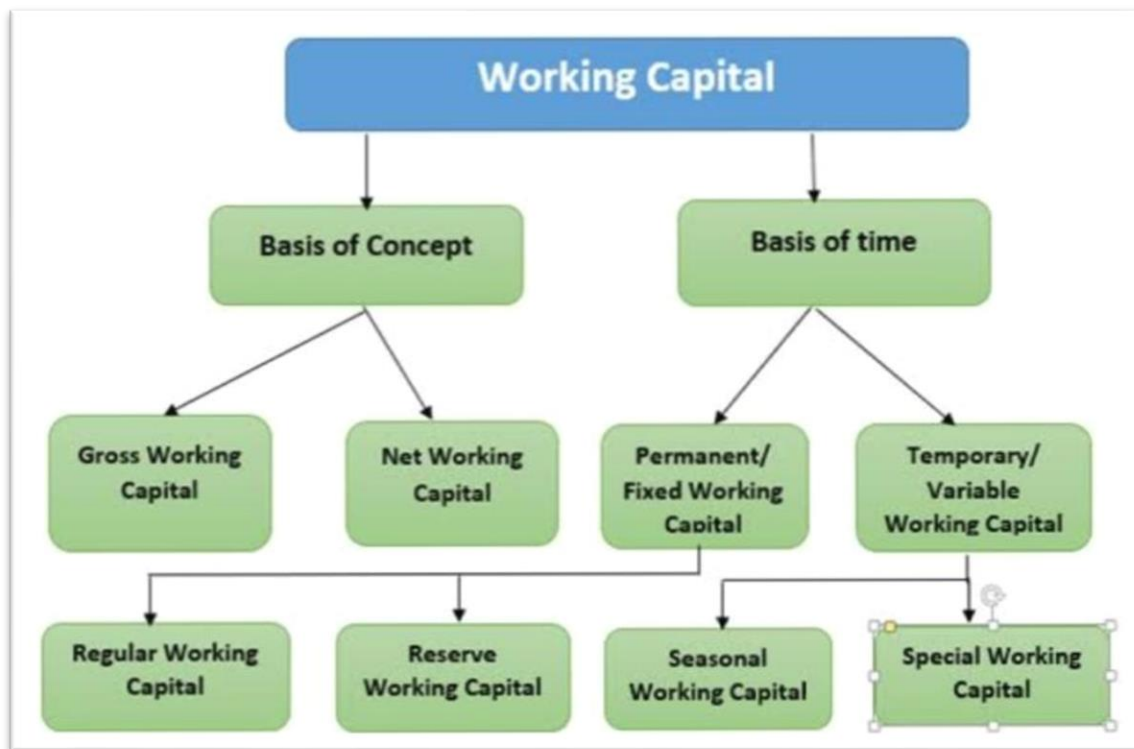 Working Capital
Basis of Concept
Basis of time
Gross Working
Capital
Net Working
Capital
Permanent/
Fixed Working
Capital
Temporary/
Variable
Working Capital
Regular Working
Capital
Reserve
Working Capital
Seasonal
Working Capital
Special Working
Capital